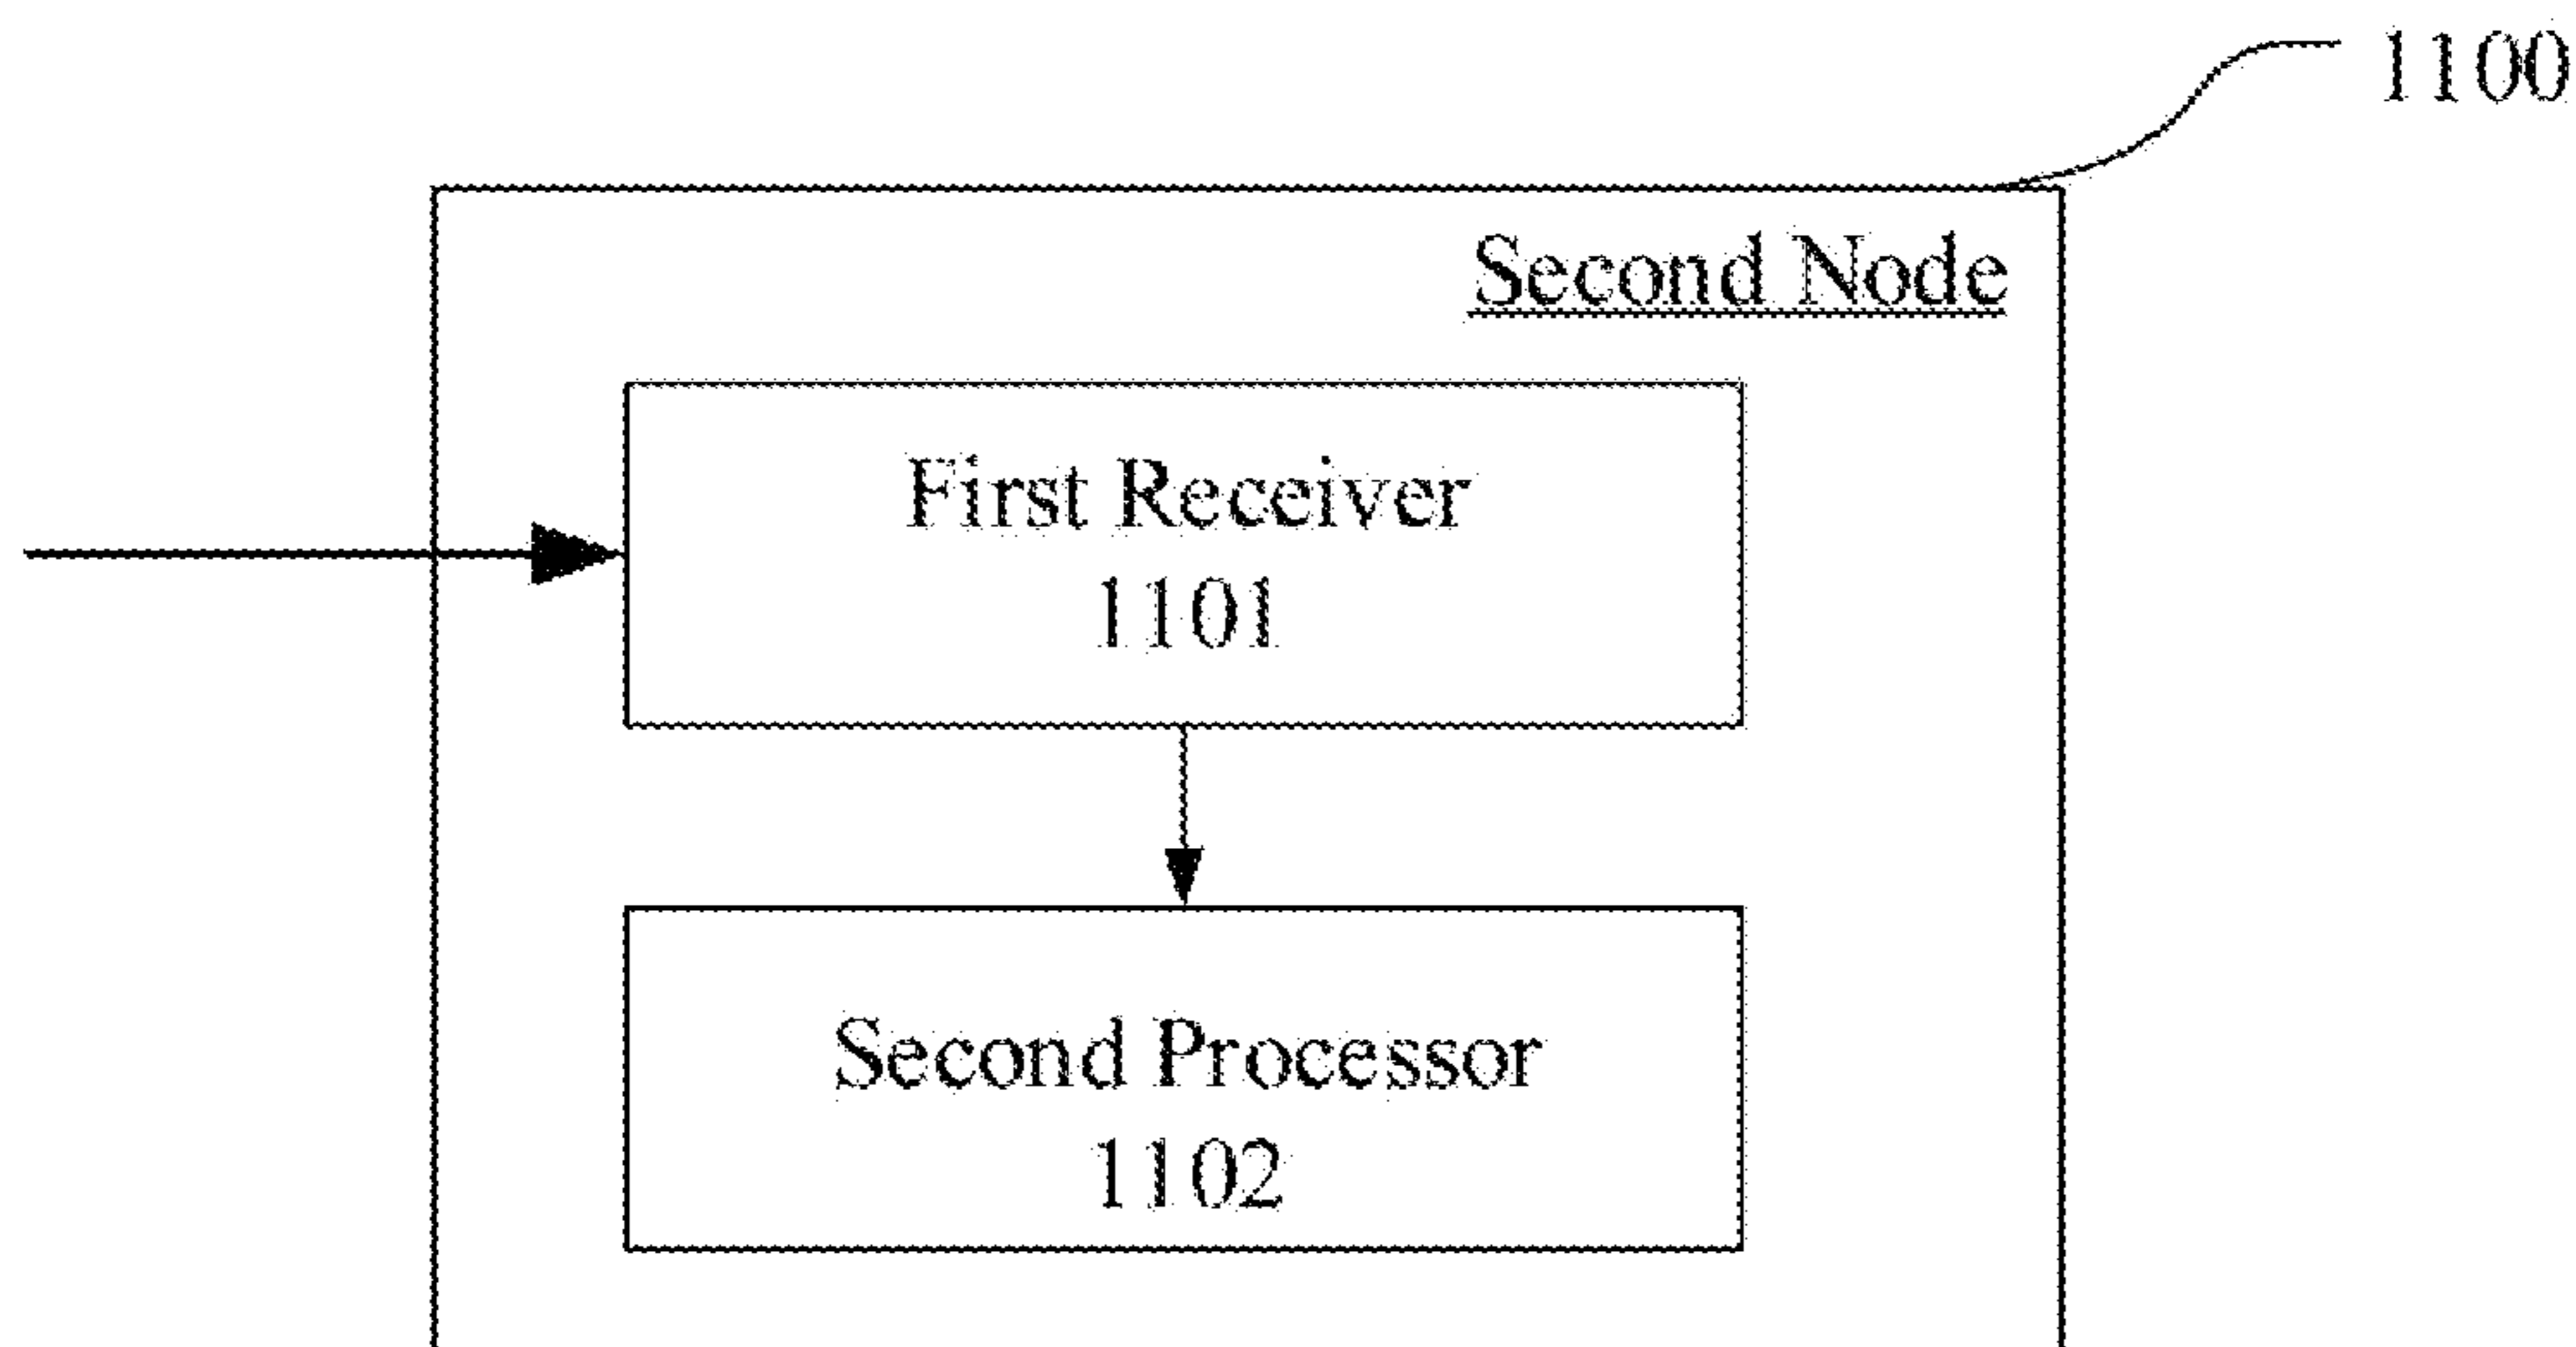 1100
Second Node
First Receiver
1101
Second Processor
1102